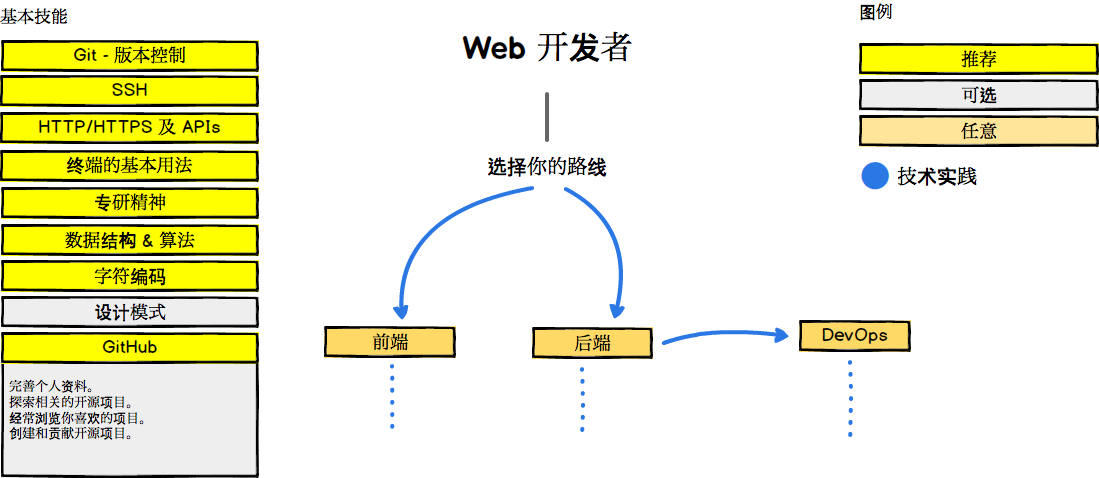 基本技能
Git - 版本控制
SSH
HTTP/HTTPS 及 APIs
终端的基本用法
专研精神
数据结构 & 算法
字符编码
设计模式
GitHub
完善个人资料。
探索相关的开源项目。
经常浏览你喜欢的项目。
创建和贡献开源项目。
Web 开发者
选择你的路线
前端
后端
DevOps
图例
推荐
可选
任意
技术实践